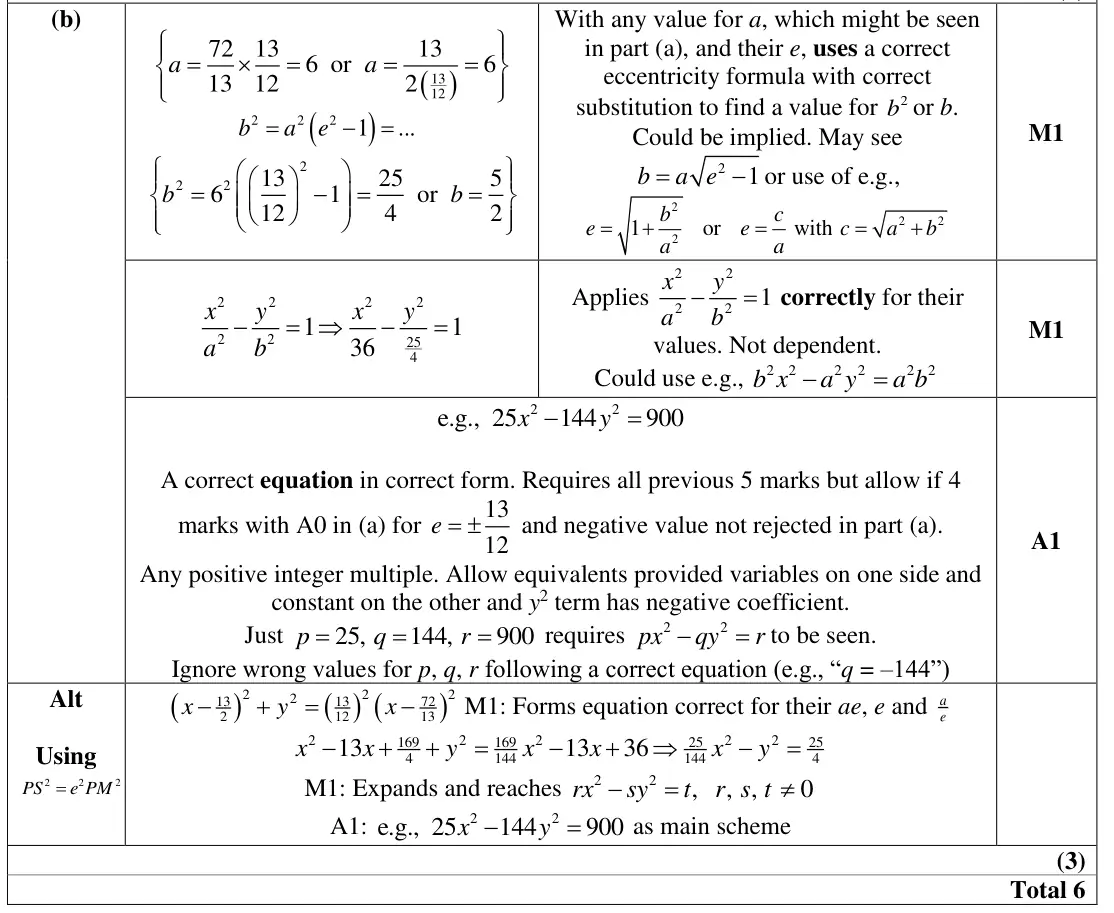 (b)
{a = 72/13 × 13/12 = 6 or a = 13/(2(13/12)) = 6}
b² = a²(e² −1) = ...
{b² = 6²((13/12)² −1) = 25/4 or b = 5/2}
With any value for a, which might be seen
in part (a), and their e, uses a correct
eccentricity formula with correct
substitution to find a value for b² or b.
Could be implied. May see
b = a√(e² −1) or use of e.g.,
e = √(1+ b²/a²) or e = c/a with c = √(a² + b²)
M1
x²/a² − y²/b² = 1 ⇒ x²/36 − y²/(25/4) = 1
Applies x²/a² − y²/b² = 1 correctly for their
values. Not dependent.
Could use e.g., b²x² − a²y² = a²b²
M1
e.g., 25x² −144y² = 900
A correct equation in correct form. Requires all previous 5 marks but allow if 4
marks with A0 in (a) for e = ± 13/12 and negative value not rejected in part (a).
Any positive integer multiple. Allow equivalents provided variables on one side and
constant on the other and y² term has negative coefficient.
Just p = 25, q = 144, r = 900 requires px² − qy² = r to be seen.
Ignore wrong values for p, q, r following a correct equation (e.g., “q = –144”)
A1
Alt
Using
PS² = e²PM²
(x − 13/2)² + y² = (13/12)²(x − 72/13)² M1: Forms equation correct for their ae, e and a/e
x² −13x + 169/4 + y² = 169/144 x² −13x + 36 ⇒ 25/144 x² − y² = 25/4
M1: Expands and reaches rx² − sy² = t, r, s, t ≠ 0
A1: e.g., 25x² −144y² = 900 as main scheme
(3)
Total 6